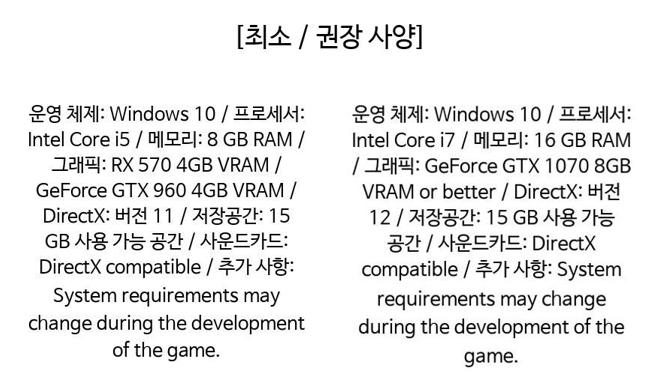 [최소 / 권장 사양]
운영 체제: Windows 10 / 프로세서:
Intel Core i5 / 메모리: 8 GB RAM /
그래픽: RX 570 4GB VRAM /
GeForce GTX 960 4GB VRAM /
DirectX: 버전 11 / 저장공간: 15
GB 사용 가능 공간 / 사운드카드:
DirectX compatible / 추가 사항:
System requirements may
change during the development
of the game.
운영 체제: Windows 10 / 프로세서:
Intel Core i7 / 메모리: 16 GB RAM
/ 그래픽: GeForce GTX 1070 8GB
VRAM or better / DirectX: 버전
12 / 저장공간: 15 GB 사용 가능
공간 / 사운드카드: DirectX
compatible / 추가 사항: System
requirements may change
during the development of the
game.